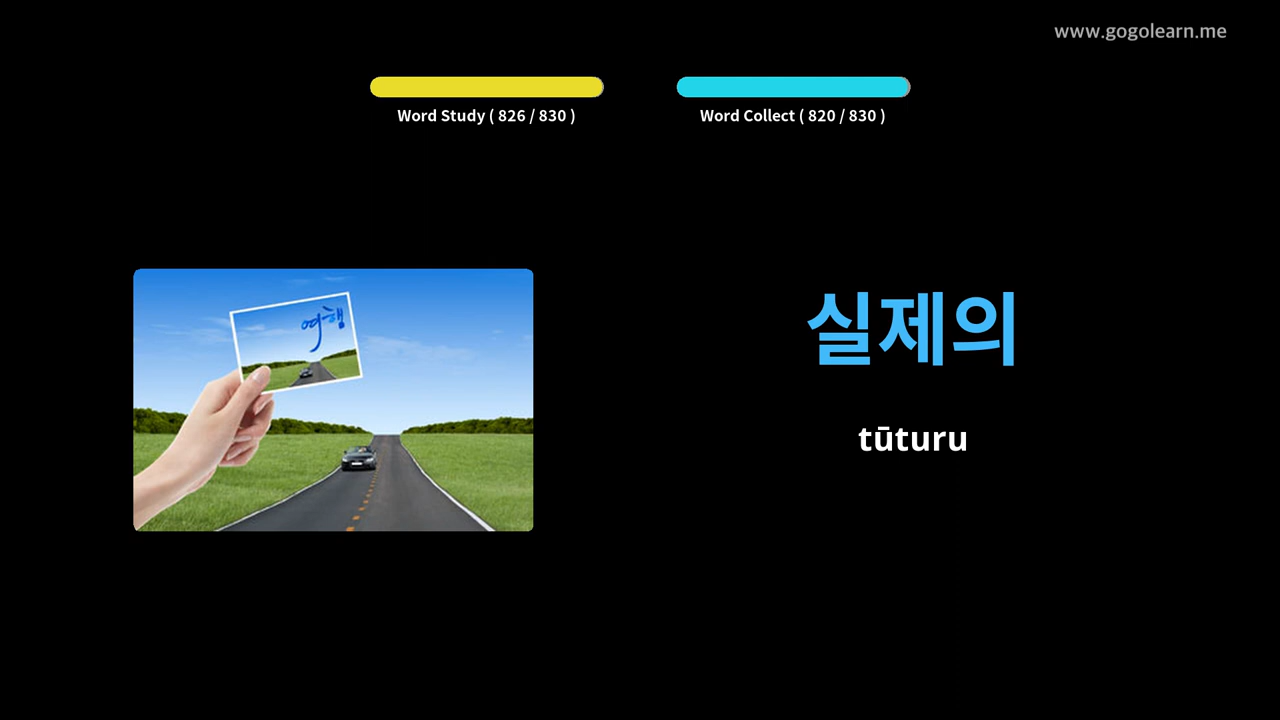 www.gogolearn.me
Word Study ( 826 / 830 )
Word Collect ( 820 / 830 )
여행
실제의
tūturu